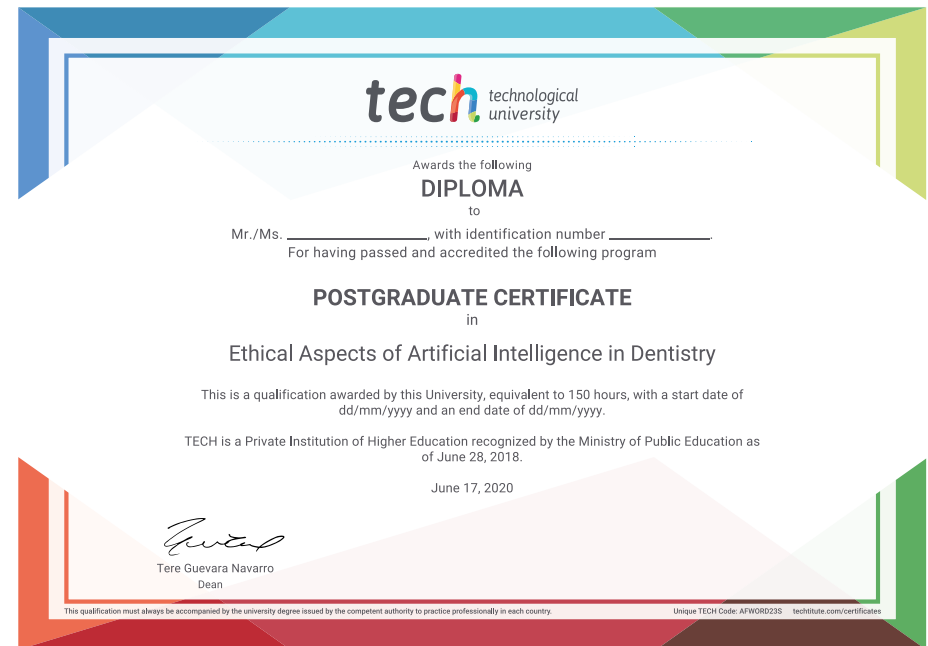 tech technological
university
Awards the following
DIPLOMA
to
Mr./Ms. ____________________, with identification number ______________.
For having passed and accredited the following program
POSTGRADUATE CERTIFICATE
in
Ethical Aspects of Artificial Intelligence in Dentistry
This is a qualification awarded by this University, equivalent to 150 hours, with a start date of
dd/mm/yyyy and an end date of dd/mm/yyyy.
TECH is a Private Institution of Higher Education recognized by the Ministry of Public Education as
of June 28, 2018.
June 17, 2020
Tere Guevara Navarro
Dean
This qualification must always be accompanied by the university degree issued by the competent authority to practice professionally in each country. Unique TECH Code: AFWORD23S techtitute.com/certificates